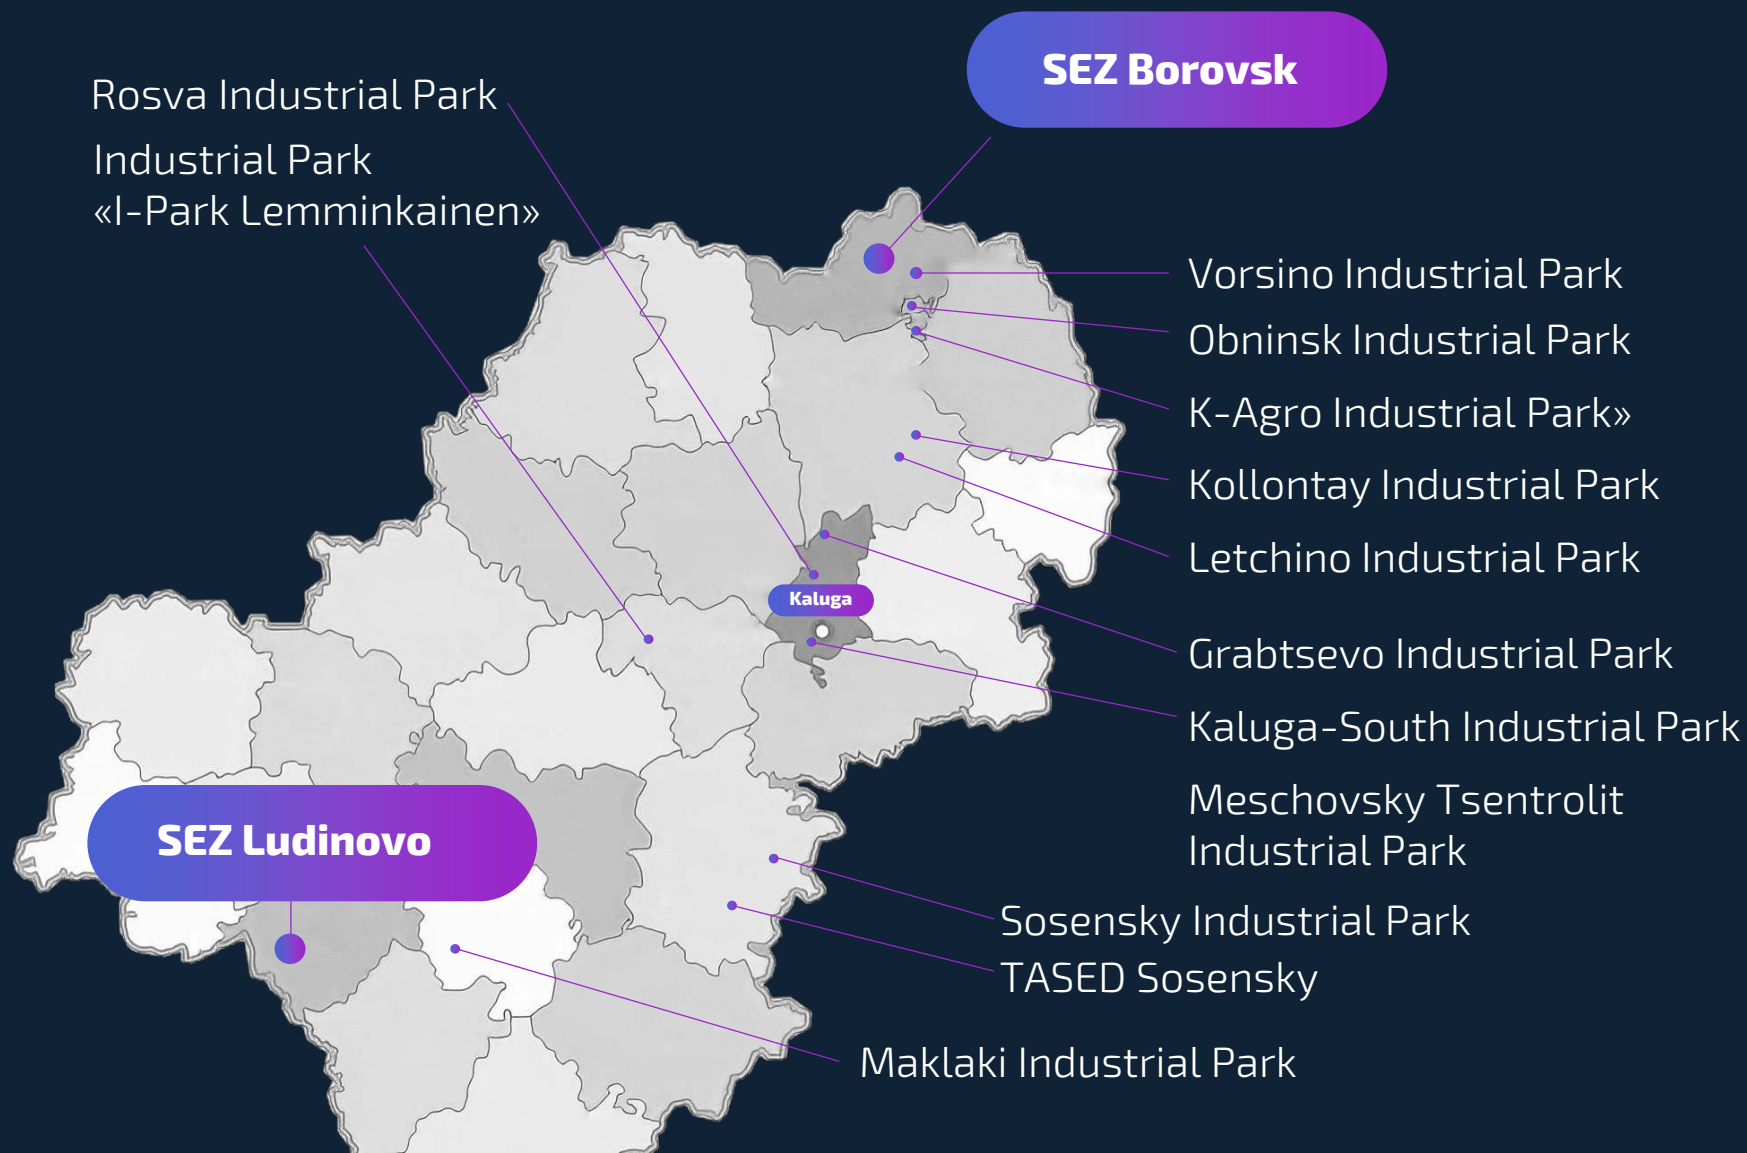 SEZ Borovsk
Rosva Industrial Park
Industrial Park
«I-Park Lemminkainen»
Vorsino Industrial Park
Obninsk Industrial Park
K-Agro Industrial Park»
Kollontay Industrial Park
Letchino Industrial Park
Kaluga
Grabtsevo Industrial Park
Kaluga-South Industrial Park
Meschovsky Tsentrolit
Industrial Park
SEZ Ludinovo
Sosensky Industrial Park
TASED Sosensky
Maklaki Industrial Park